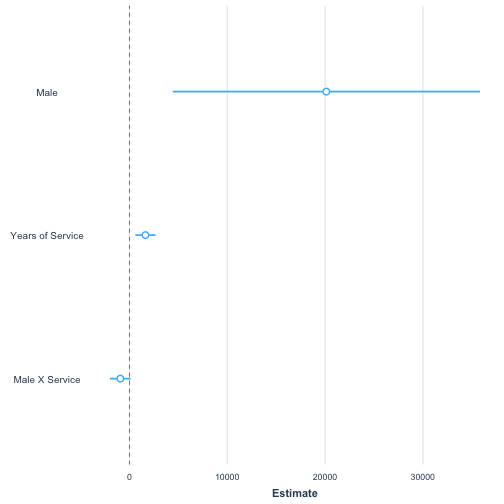 Male
Years of Service
Male X Service
0 10000 20000 30000
Estimate